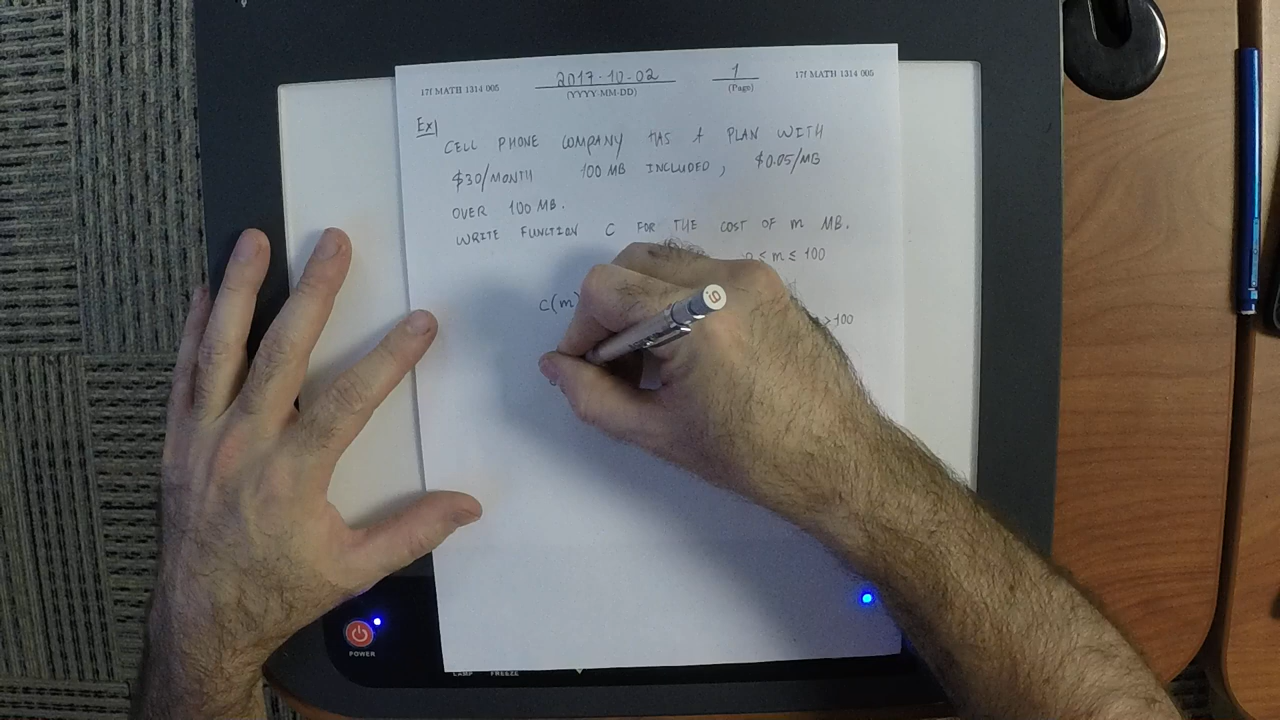 17f MATH 1314 005 2017-10-02 1 17f MATH 1314 005
(YYYY-MM-DD) (Page)
Ex1
CELL PHONE COMPANY HAS A PLAN WITH
$30/MONTH 100 MB INCLUDED, $0.05/MB
OVER 100 MB.
WRITE FUNCTION C FOR THE COST OF m MB.
≤ m ≤ 100
C(m)
> 100
POWER
LAMP FREEZE